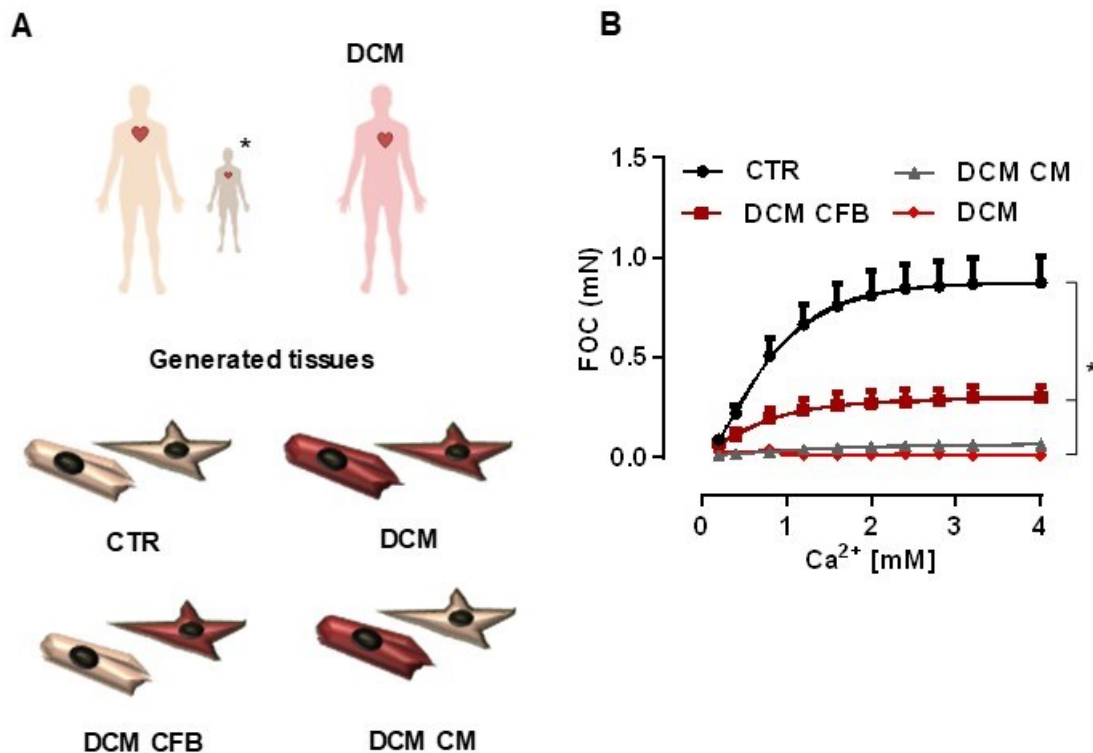 A
DCM
*
Generated tissues
CTR
DCM
DCM CFB
DCM CM
B
1.5
1.0
0.5
0.0
FOC (mN)
CTR
DCM CM
DCM CFB
DCM
*
0
1
2
3
4
Ca²⁺ [mM]